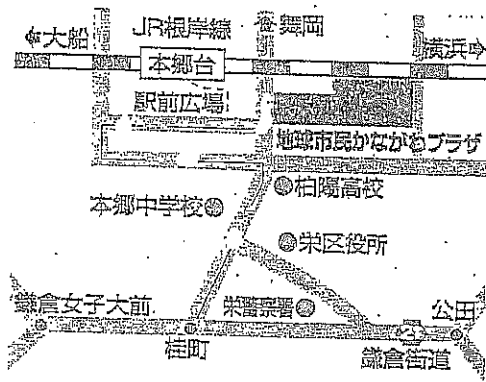 大船
JR根岸線
舞岡
横浜
本郷台
駅前広場
地球市民かながわプラザ
柏陽高校
本郷中学校
栄区役所
鎌倉女子大前
栄警察署
公田
桂町
鎌倉街道